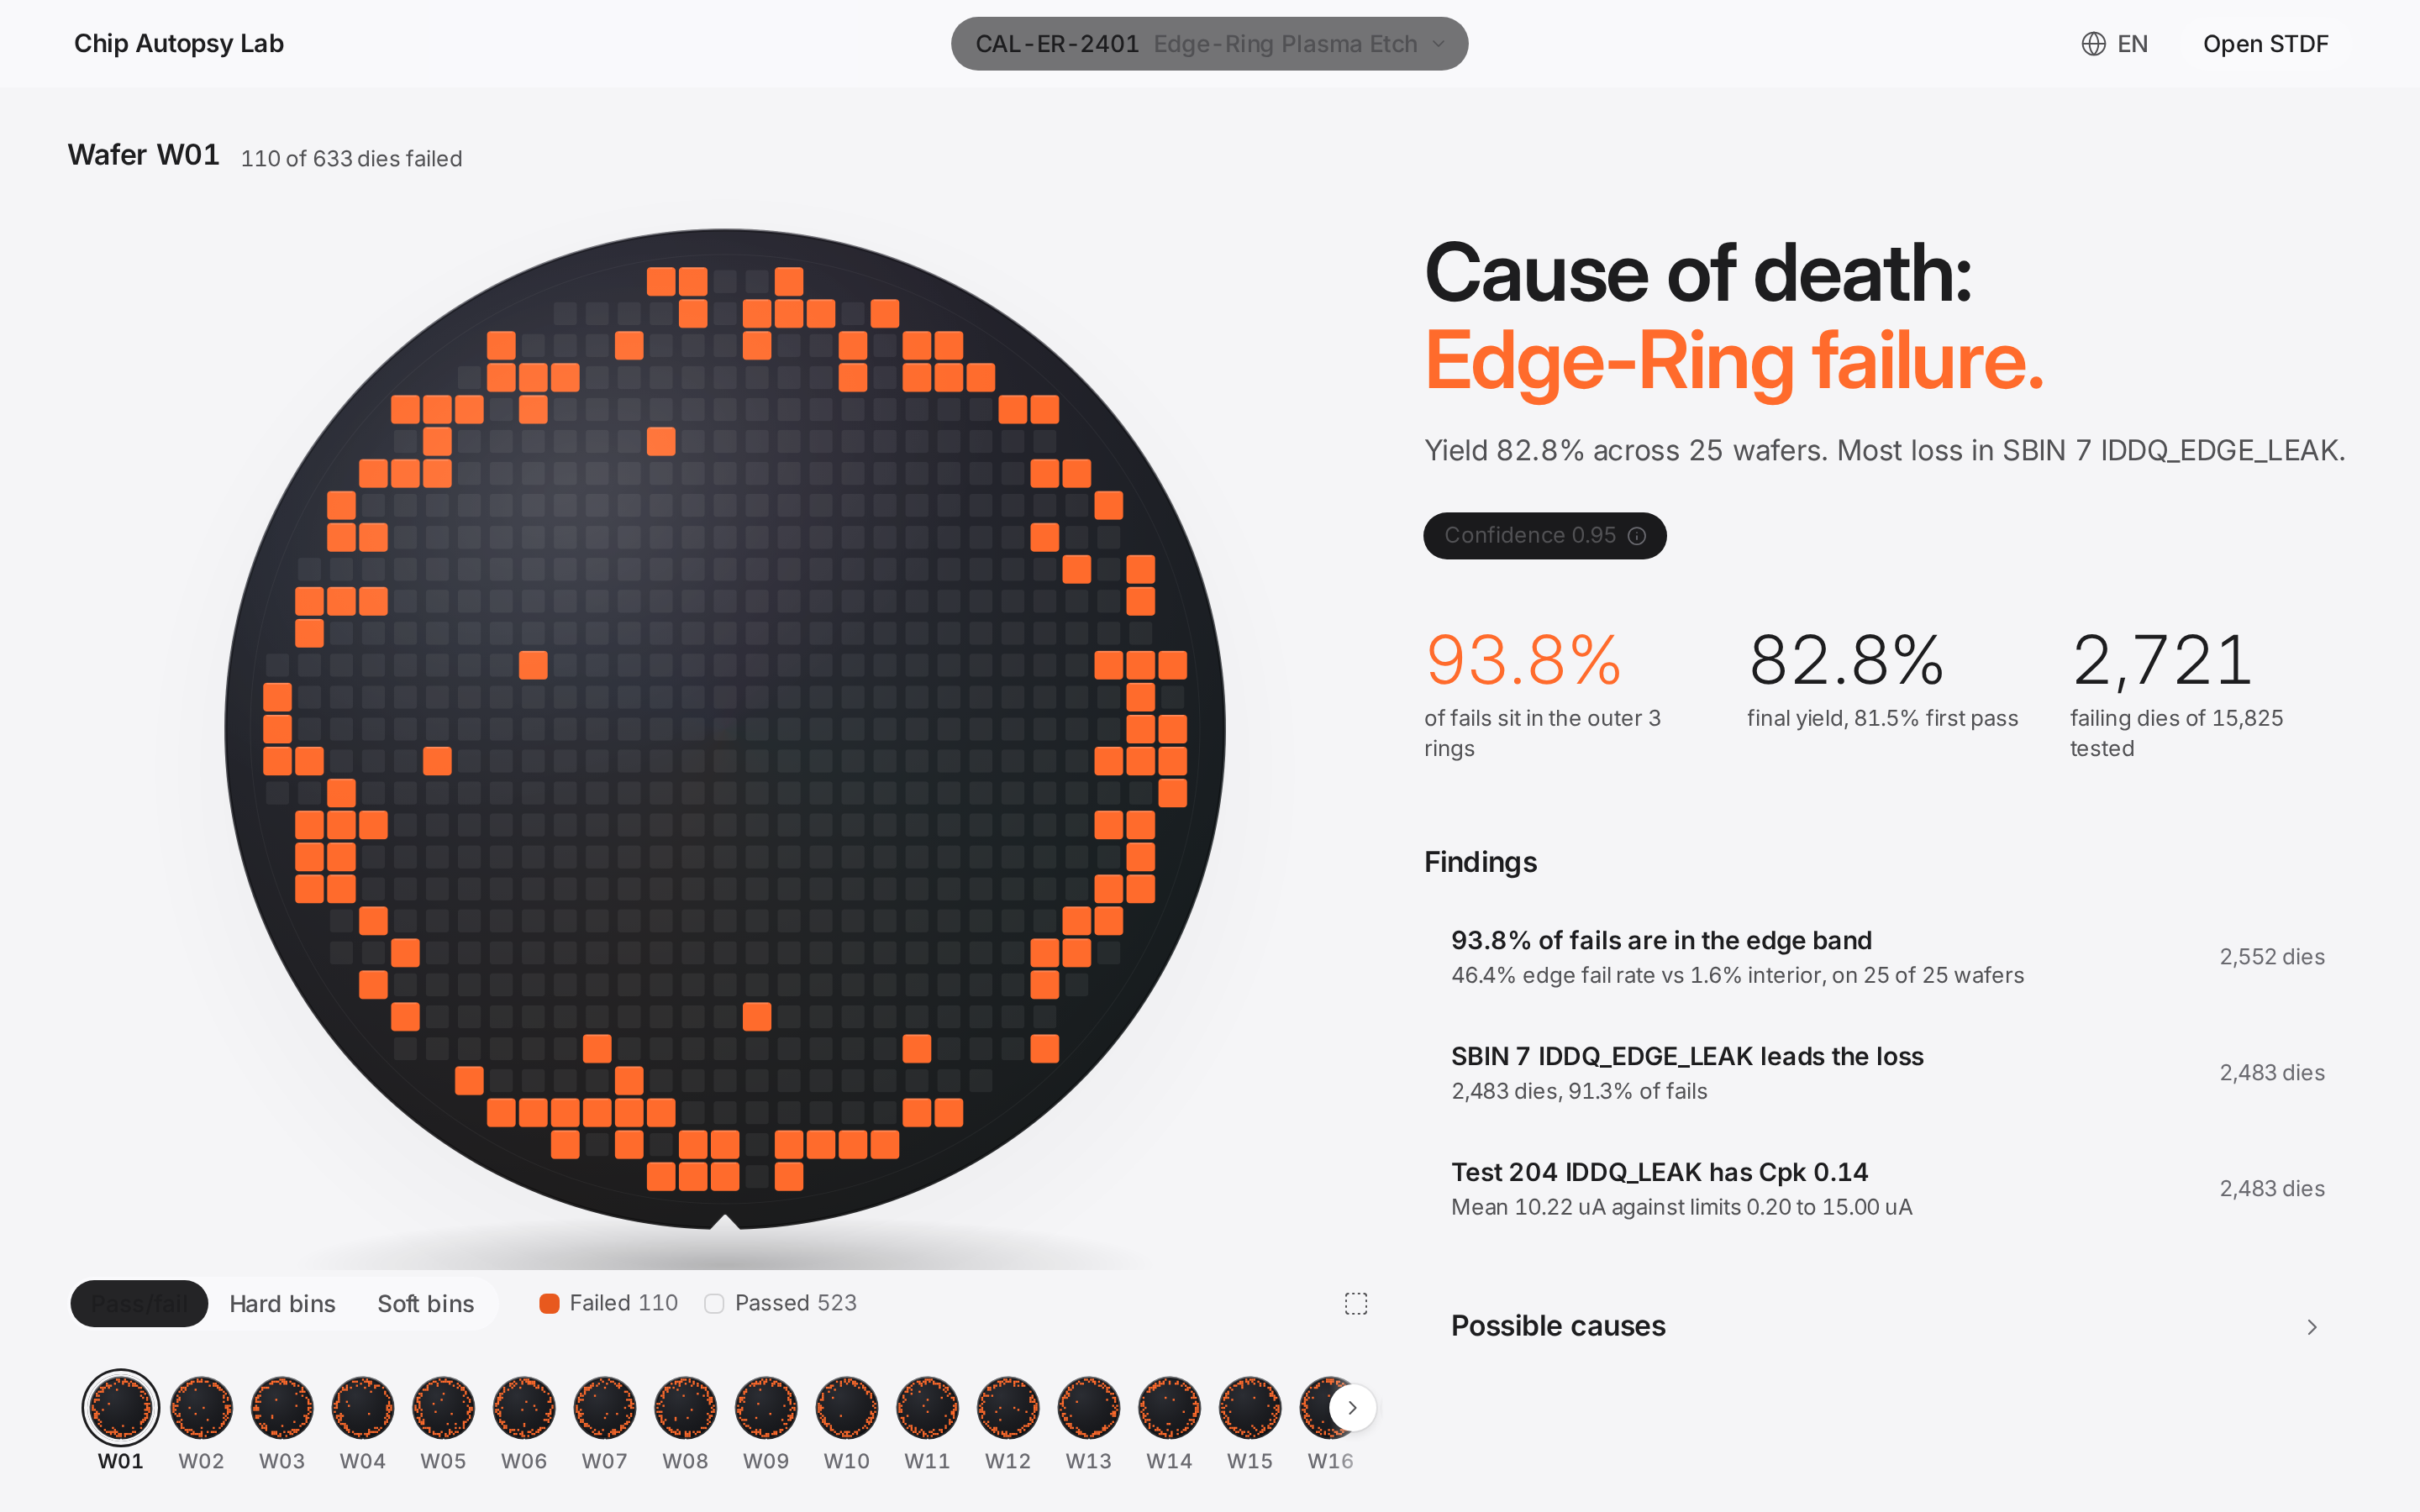 Chip Autopsy Lab
CAL-ER-2401 Edge-Ring Plasma Etch
EN
Open STDF
Wafer W01 110 of 633 dies failed
Cause of death:
Edge-Ring failure.
Yield 82.8% across 25 wafers. Most loss in SBIN 7 IDDQ_EDGE_LEAK.
Confidence 0.95
93.8%
of fails sit in the outer 3
rings
82.8%
final yield, 81.5% first pass
2,721
failing dies of 15,825
tested
Findings
93.8% of fails are in the edge band
46.4% edge fail rate vs 1.6% interior, on 25 of 25 wafers
2,552 dies
SBIN 7 IDDQ_EDGE_LEAK leads the loss
2,483 dies, 91.3% of fails
2,483 dies
Test 204 IDDQ_LEAK has Cpk 0.14
Mean 10.22 uA against limits 0.20 to 15.00 uA
2,483 dies
Possible causes
Pass/fail Hard bins Soft bins Failed 110 Passed 523
W01 W02 W03 W04 W05 W06 W07 W08 W09 W10 W11 W12 W13 W14 W15 W16